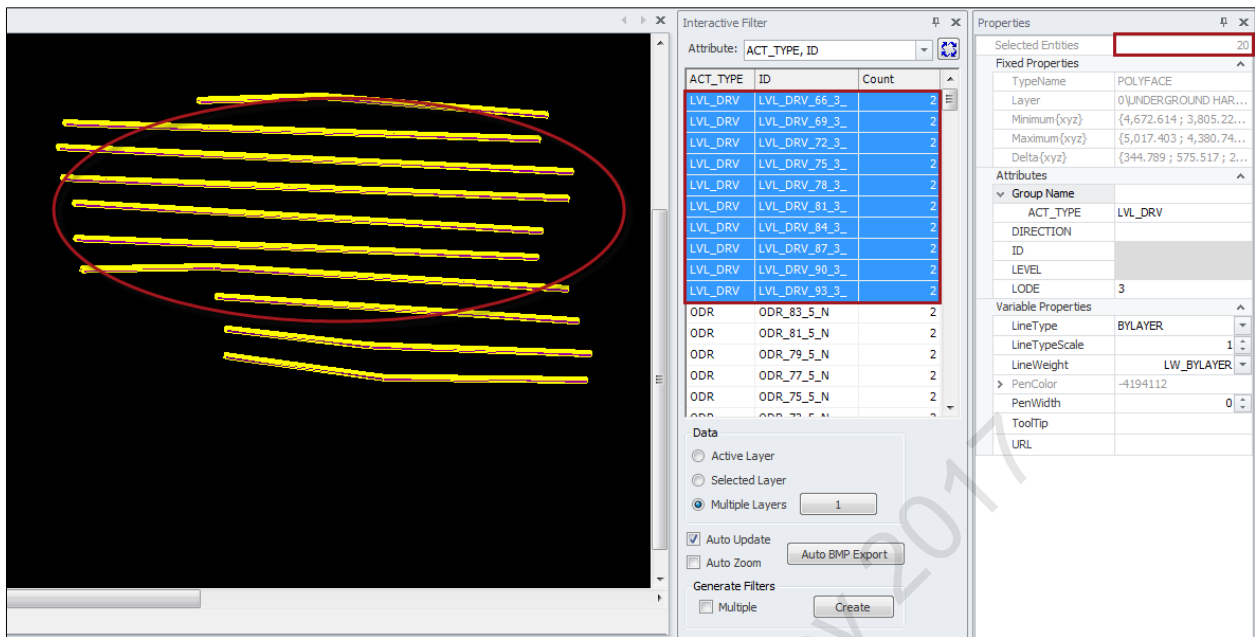 Interactive Filter
Attribute: ACT_TYPE, ID
ACT_TYPE ID Count
LVL_DRV LVL_DRV_66_3_ 2
LVL_DRV LVL_DRV_69_3_ 2
LVL_DRV LVL_DRV_72_3_ 2
LVL_DRV LVL_DRV_75_3_ 2
LVL_DRV LVL_DRV_78_3_ 2
LVL_DRV LVL_DRV_81_3_ 2
LVL_DRV LVL_DRV_84_3_ 2
LVL_DRV LVL_DRV_87_3_ 2
LVL_DRV LVL_DRV_90_3_ 2
LVL_DRV LVL_DRV_93_3_ 2
ODR ODR_83_5_N 2
ODR ODR_81_5_N 2
ODR ODR_79_5_N 2
ODR ODR_77_5_N 2
ODR ODR_75_5_N 2
Data
Active Layer
Selected Layer
Multiple Layers 1
Auto Update
Auto Zoom
Auto BMP Export
Generate Filters
Multiple Create
Properties
Selected Entities 20
Fixed Properties
TypeName POLYFACE
Layer 0\UNDERGROUND HAR...
Minimum{xyz} {4,672.614 ; 3,805.22...
Maximum{xyz} {5,017.403 ; 4,380.74...
Delta{xyz} {344.789 ; 575.517 ; 2...
Attributes
Group Name
ACT_TYPE LVL_DRV
DIRECTION
ID
LEVEL
LODE 3
Variable Properties
LineType BYLAYER
LineTypeScale 1
LineWeight LW_BYLAYER
PenColor -4194112
PenWidth 0
ToolTip
URL
2017